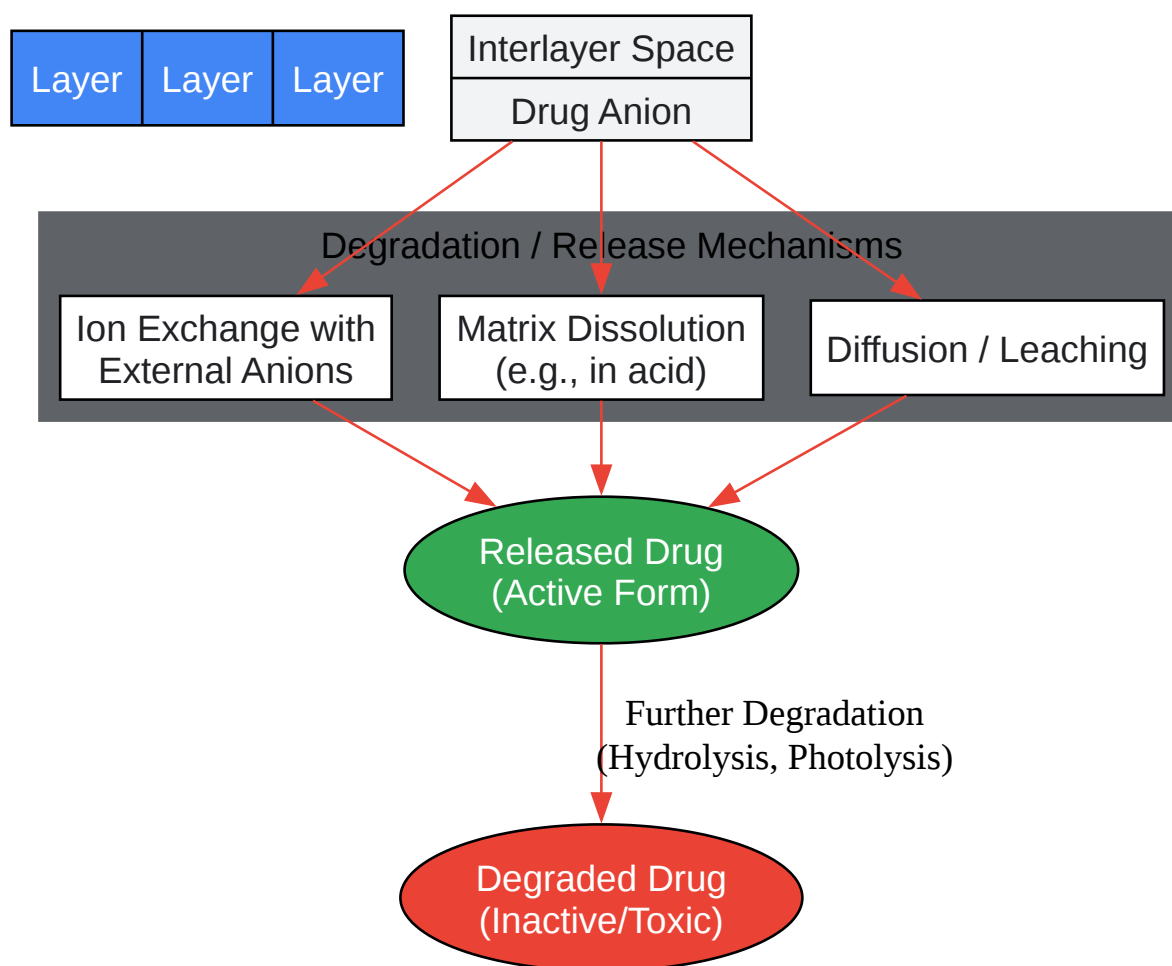 Layer Layer Layer
Interlayer Space
Drug Anion
Degradation / Release Mechanisms
Ion Exchange with
External Anions
Matrix Dissolution
(e.g., in acid)
Diffusion / Leaching
Released Drug
(Active Form)
Further Degradation
(Hydrolysis, Photolysis)
Degraded Drug
(Inactive/Toxic)